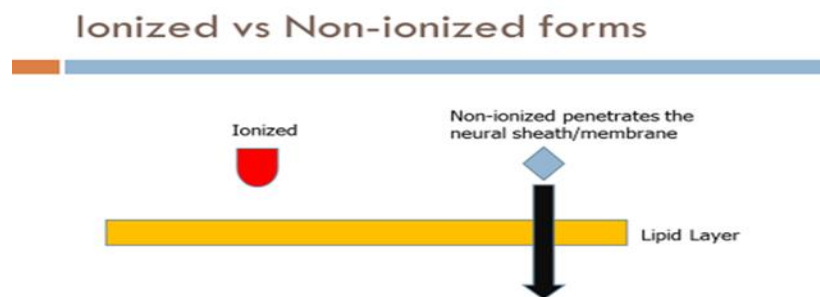 Ionized vs Non-ionized forms
Ionized
Non-ionized penetrates the
neural sheath/membrane
Lipid Layer